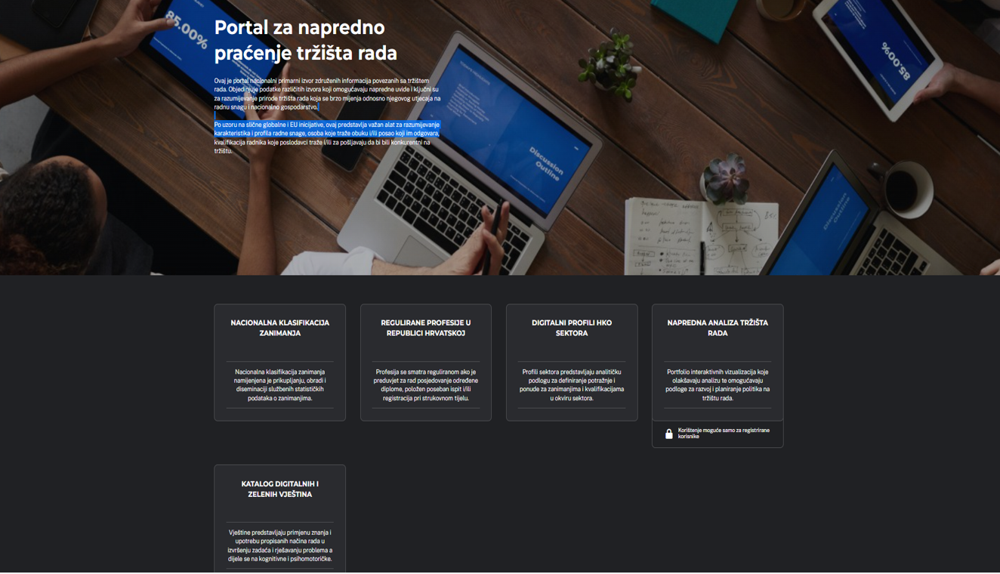 Portal za napredno
praćenje tržišta rada
Ovaj je portal nacionalni primarni izvor združenih informacija povezanih sa tržištem
rada. Objedinjuje podatke različitih izvora koji omogućavaju napredne uvide i ključni su
za razumijevanje prirode tržišta rada koja se brzo mijenja odnosno njegovog utjecaja na
radnu snagu i nacionalno gospodarstvo.
Po uzoru na slične globalne i EU inicijative, ovaj predstavlja važan alat za razumijevanje
karakteristika i profila radne snage, osoba koje traže obuku i/ili posao koji im odgovara,
kvalifikacija radnika koje poslodavci traže i/ili za pošljavaju da bi bili konkurentni na
tržištu.
85.00%
Discussion
Outline
85.00%
Discussion
Outline
NACIONALNA KLASIFIKACIJA
ZANIMANJA
Nacionalna klasifikacija zanimanja
namijenjena je prikupljanju, obradi i
diseminaciji službenih statističkih
podataka o zanimanjima.
REGULIRANE PROFESIJE U
REPUBLICI HRVATSKOJ
Profesija se smatra reguliranom ako je
preduvjet za rad posjedovanje određene
diplome, položen poseban ispit i/ili
registracija pri strukovnom tijelu.
DIGITALNI PROFILI HKO
SEKTORA
Profili sektora predstavljaju analitičku
podlogu za definiranje potražnje i
ponude za zanimanjima i kvalifikacijama
u okviru sektora.
NAPREDNA ANALIZA TRŽIŠTA
RADA
Portfolio interaktivnih vizualizacija koje
olakšavaju analizu te omogućavaju
podloge za razvoj i planiranje politika na
tržištu rada.
Korištenje moguće samo za registrirane
korisnike
KATALOG DIGITALNIH I
ZELENIH VJEŠTINA
Vještine predstavljaju primjenu znanja i
upotrebu propisanih načina rada u
izvršenju zadaća i rješavanju problema a
dijele se na kognitivne i psihomotoričke.